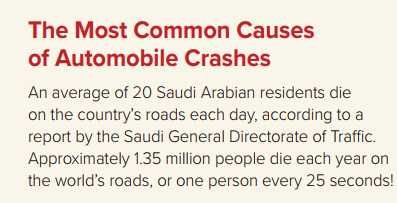 The Most Common Causes
of Automobile Crashes
An average of 20 Saudi Arabian residents die
on the country’s roads each day, according to a
report by the Saudi General Directorate of Traffic.
Approximately 1.35 million people die each year on
the world’s roads, or one person every 25 seconds!